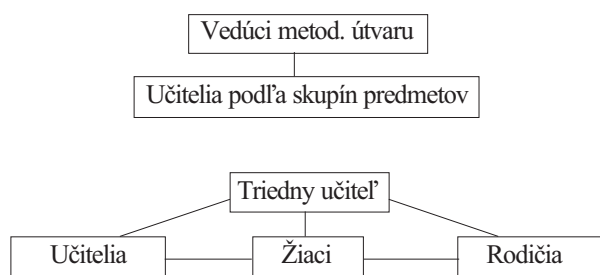 Vedúci metod. útvaru
Učitelia podľa skupín predmetov
Triedny učiteľ
Učitelia
Žiaci
Rodičia